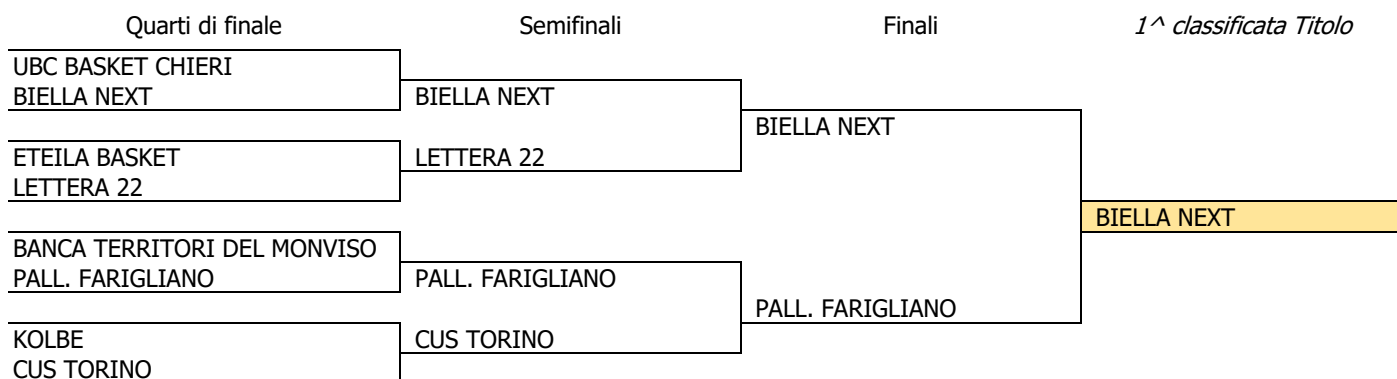 Quarti di finale Semifinali Finali 1^ classificata Titolo
UBC BASKET CHIERI
BIELLA NEXT BIELLA NEXT
BIELLA NEXT
ETEILA BASKET LETTERA 22
LETTERA 22
BIELLA NEXT
BANCA TERRITORI DEL MONVISO
PALL. FARIGLIANO PALL. FARIGLIANO
PALL. FARIGLIANO
KOLBE CUS TORINO
CUS TORINO